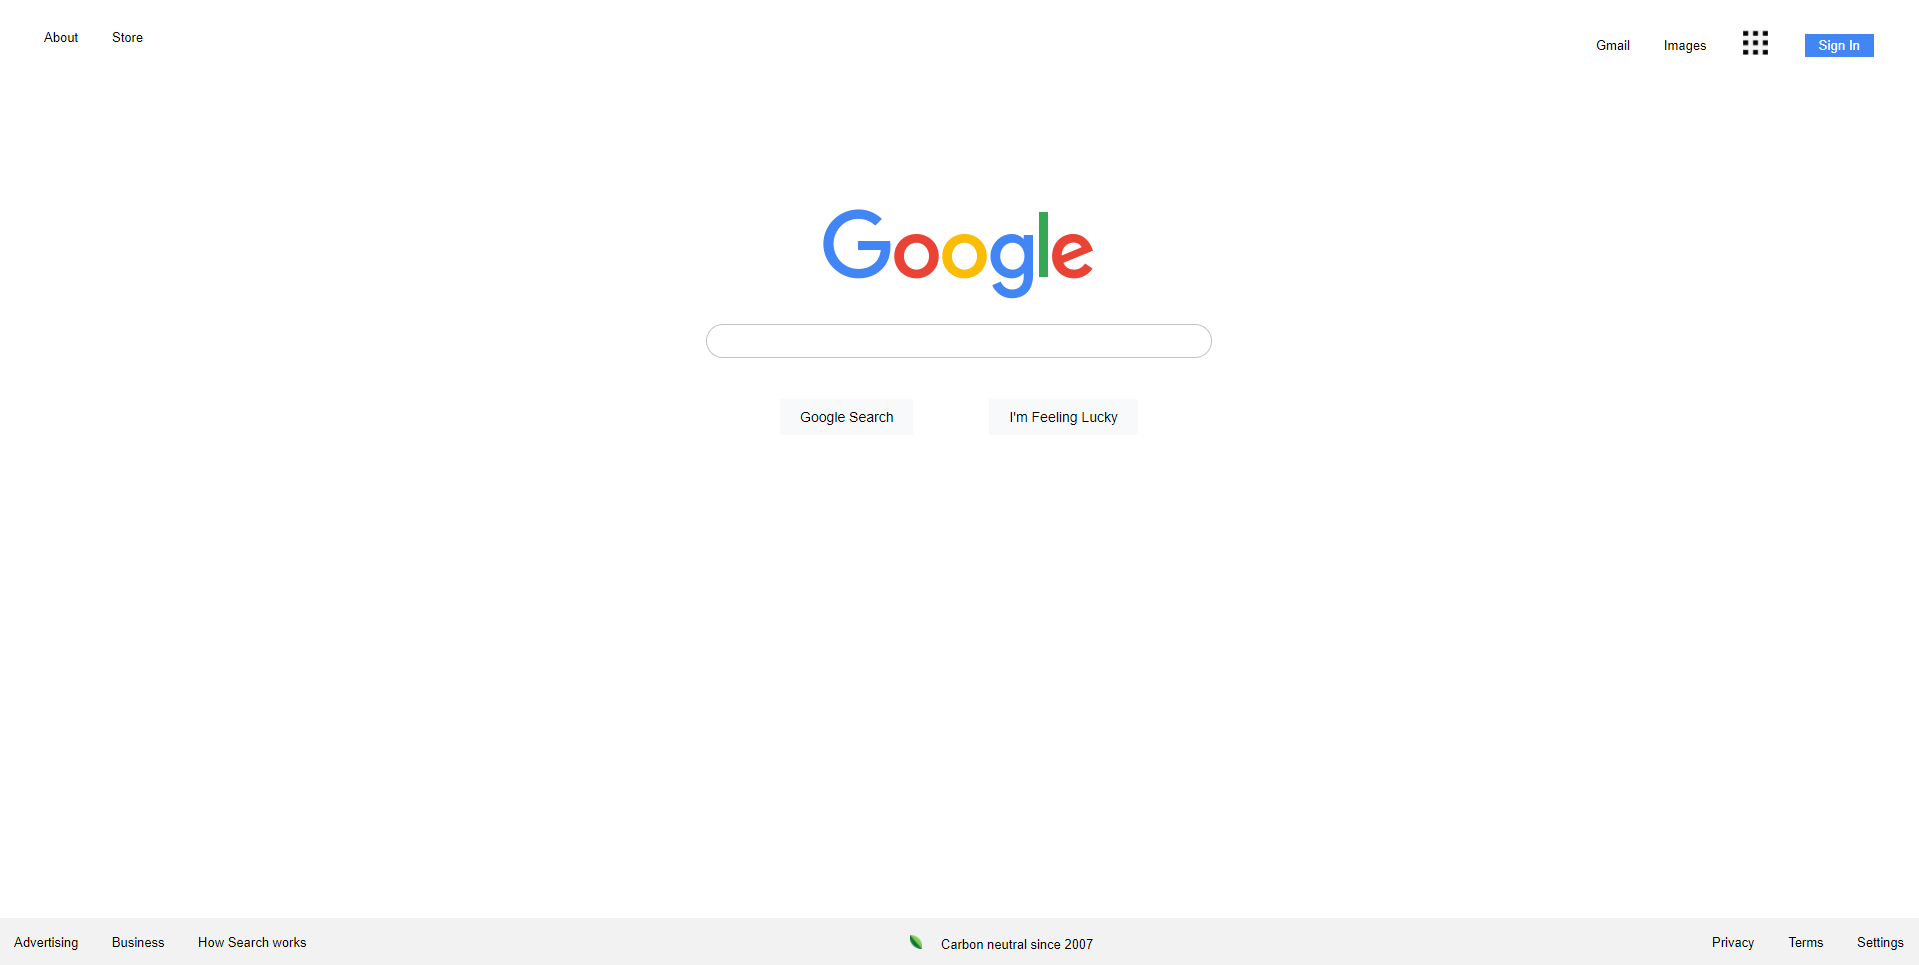 About Store
Gmail Images Sign In
Google
Google Search I'm Feeling Lucky
Advertising Business How Search works Carbon neutral since 2007 Privacy Terms Settings